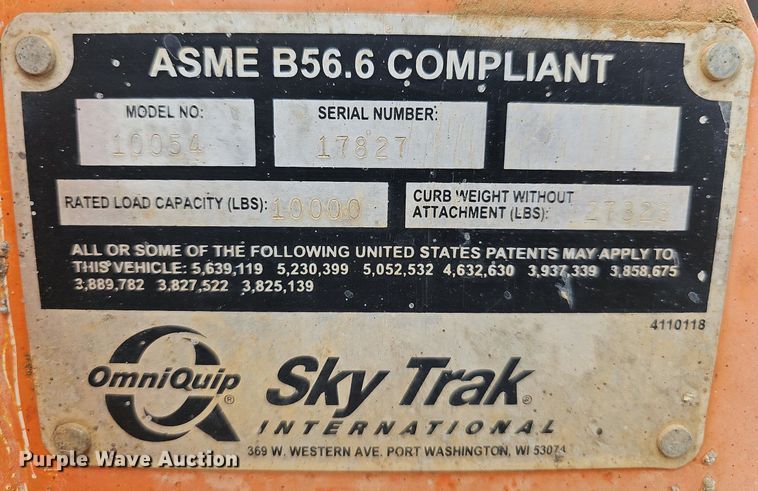 ASME B56.6 COMPLIANT
MODEL NO: SERIAL NUMBER:
10054 17827
RATED LOAD CAPACITY (LBS): 10000 CURB WEIGHT WITHOUT
ATTACHMENT (LBS):
ALL OR SOME OF THE FOLLOWING UNITED STATES PATENTS MAY APPLY TO
THIS VEHICLE: 5,639,119 5,230,399 5,052,532 4,632,630 3,937,339 3,858,675
3,889,782 3,827,522 3,825,139
4110118
OmniQuip® Sky Trak®
INTERNATIONAL
369 W. WESTERN AVE. PORT WASHINGTON, WI 53074
Purple Wave Auction